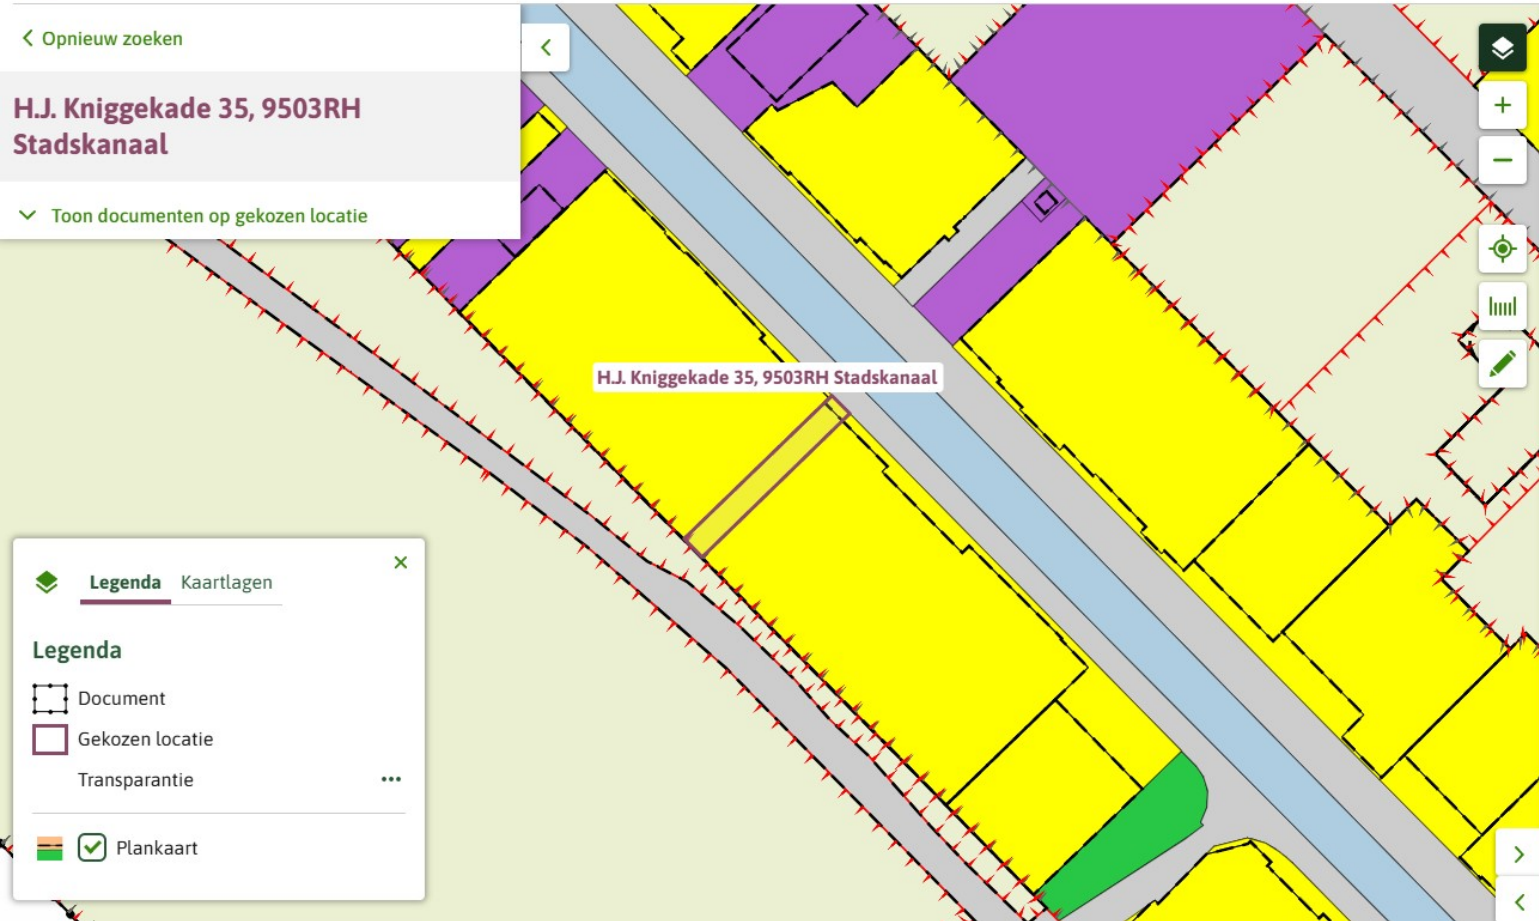 Opnieuw zoeken
H.J. Kniggekade 35, 9503RH
Stadskanaal
Toon documenten op gekozen locatie
H.J. Kniggekade 35, 9503RH Stadskanaal
Legenda Kaartlagen
Legenda
Document
Gekozen locatie
Transparantie
Plankaart